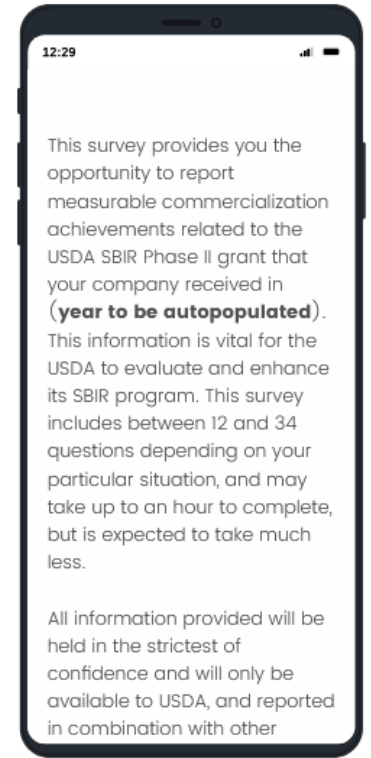 12:29
This survey provides you the
opportunity to report
measurable commercialization
achievements related to the
USDA SBIR Phase II grant that
your company received in
(year to be autopopulated).
This information is vital for the
USDA to evaluate and enhance
its SBIR program. This survey
includes between 12 and 34
questions depending on your
particular situation, and may
take up to an hour to complete,
but is expected to take much
less.
All information provided will be
held in the strictest of
confidence and will only be
available to USDA, and reported
in combination with other